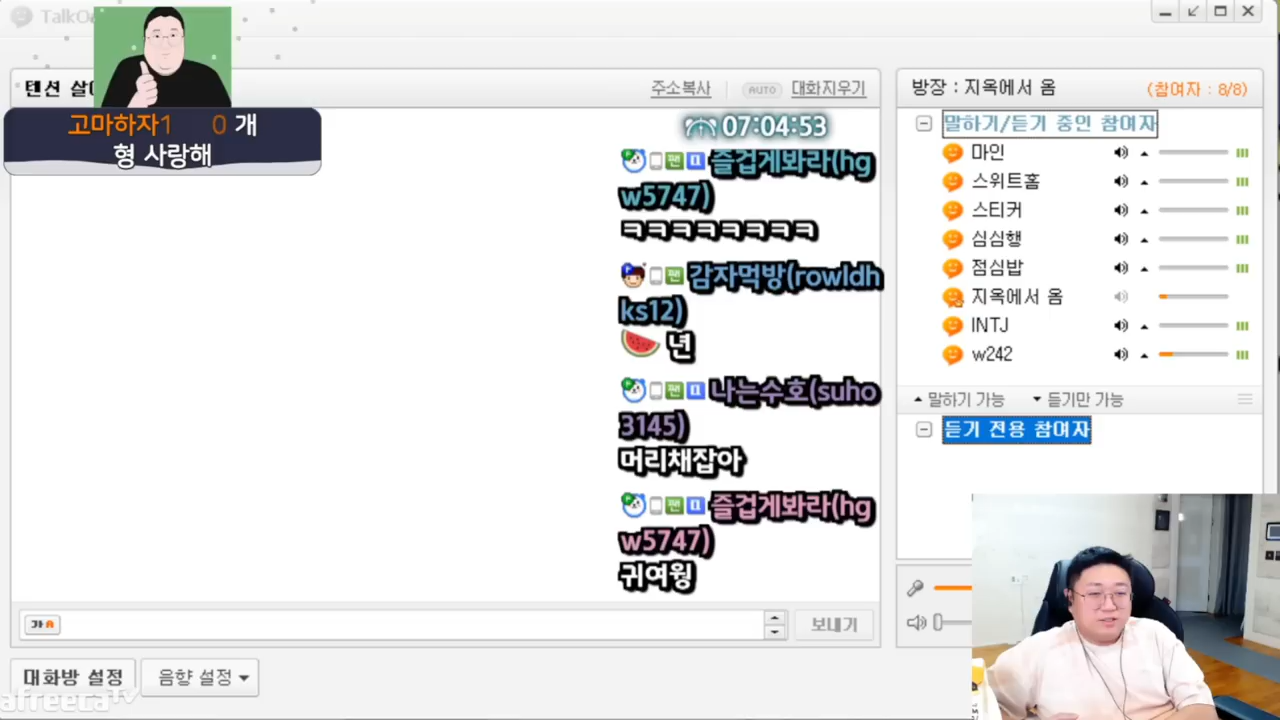 텐션
고마하자1 0 개
형 사랑해
주소복사
AUTO
대화지우기
07:04:53
즐겁게봐라(hg
w5747)
ㅋㅋㅋㅋㅋㅋㅋㅋ
감자먹방(rowldh
ks12)
년
나는수호(suho
3145)
머리채잡아
즐겁게봐라(hg
w5747)
귀여웡
가
보내기
대화방 설정
음향 설정
afreecaTV
방장 : 지옥에서 옴
(참여자 : 8/8)
말하기/듣기 중인 참여자
마인
스위트홈
스티커
심심행
점심밥
지옥에서 옴
INTJ
w242
말하기 가능
듣기만 가능
듣기 전용 참여자